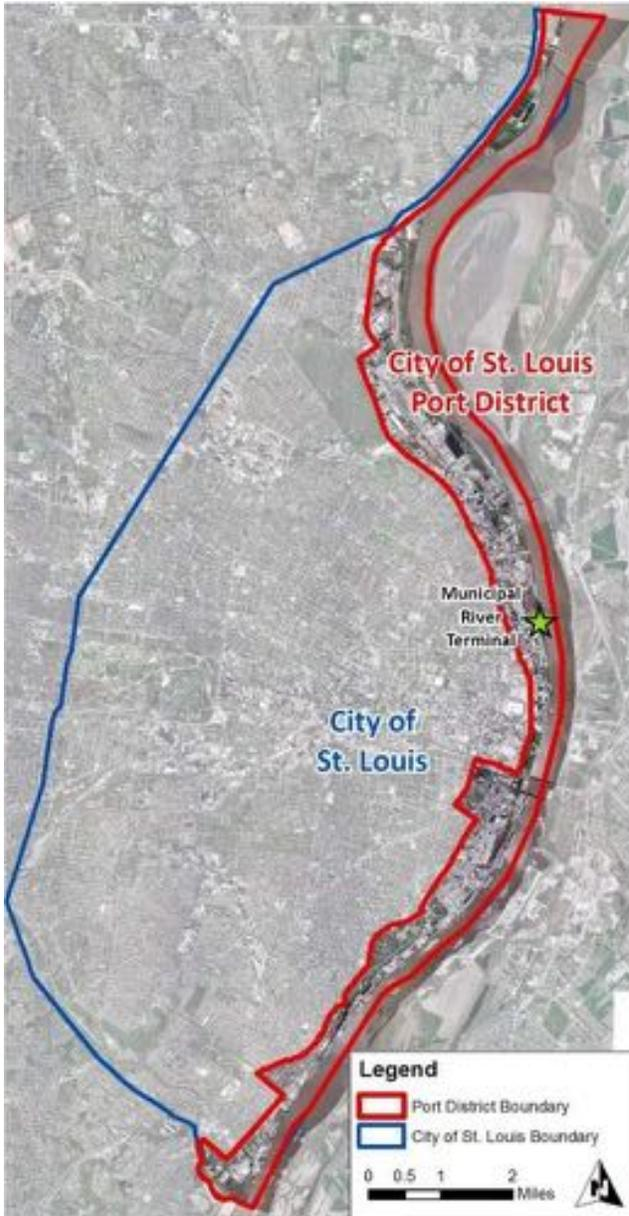 City of St. Louis
Port District
Municipal
River
Terminal
City of
St. Louis
Legend
Port District Boundary
City of St. Louis Boundary
0 0.5 1 2
Miles
N